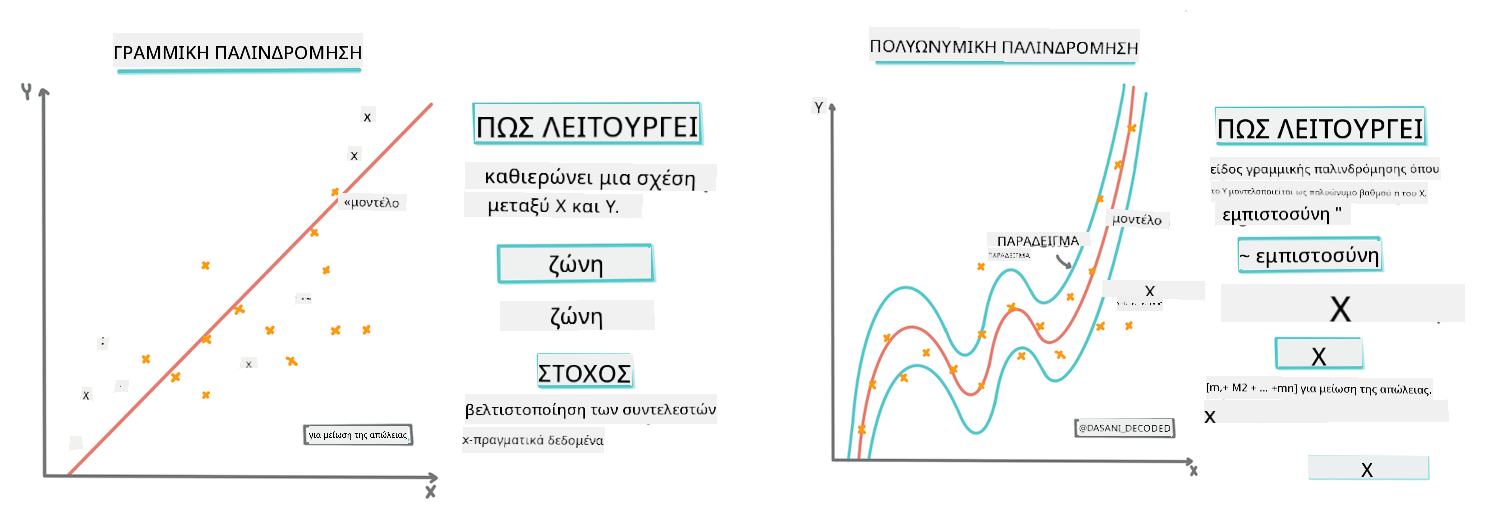 ΓΡΑΜΜΙΚΗ ΠΑΛΙΝΔΡΟΜΗΣΗ
Y
x
x
«μοντέλο
x
x
για μείωση της απώλειας
X
ΠΩΣ ΛΕΙΤΟΥΡΓΕΙ
καθιερώνει μια σχέση
μεταξύ X και Y.
ζώνη
ζώνη
ΣΤΟΧΟΣ
βελτιστοποίηση των συντελεστών
x-πραγματικά δεδομένα
ΠΟΛΥΩΝΥΜΙΚΗ ΠΑΛΙΝΔΡΟΜΗΣΗ
Y
μοντέλο
ΠΑΡΑΔΕΙΓΜΑ
ΠΑΡΑΔΕΙΓΜΑ
X
@DASANI_DECODED
X
ΠΩΣ ΛΕΙΤΟΥΡΓΕΙ
είδος γραμμικής παλινδρόμησης όπου
το Y μοντελοποιείται ως πολυώνυμο βαθμού n του X.
εμπιστοσύνη "
~ εμπιστοσύνη
X
X
[m,+ M2 + ... +mn] για μείωση της απώλειας.
X
X